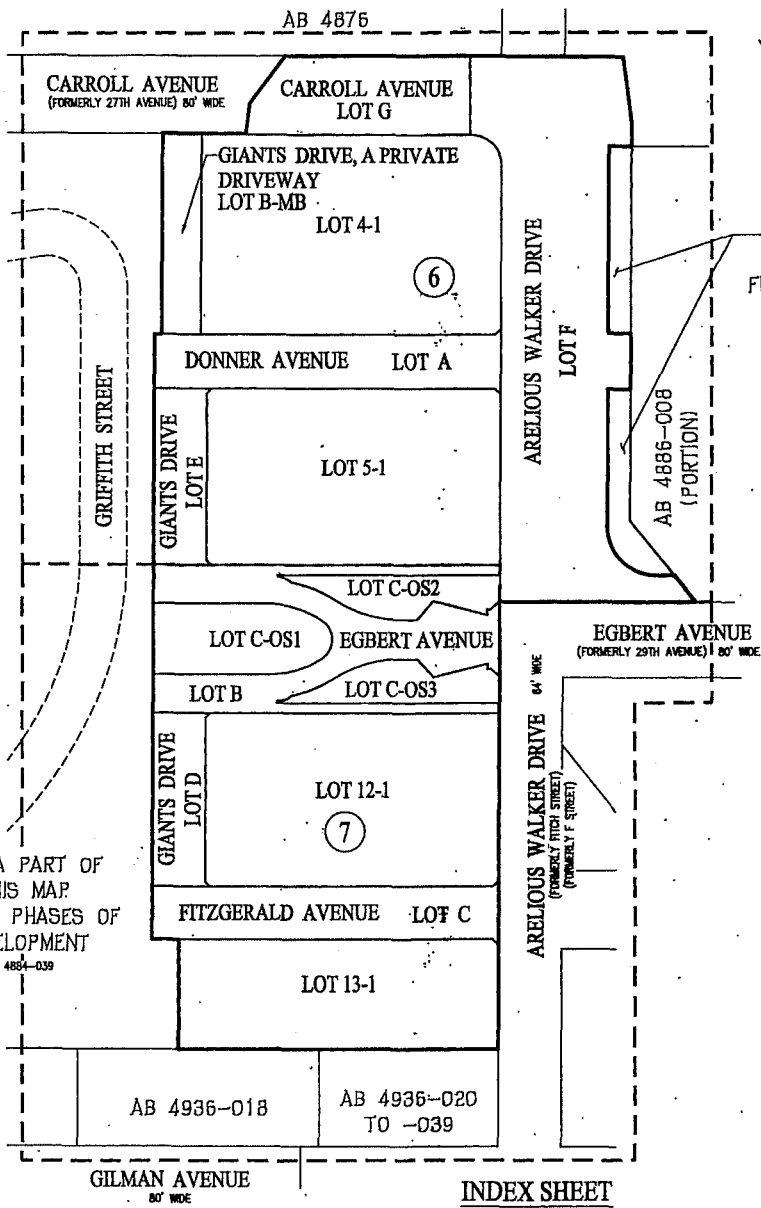 AB 4876
CARROLL AVENUE
(FORMERLY 27TH AVENUE) 80' WIDE
CARROLL AVENUE
LOT G
GIANTS DRIVE, A PRIVATE
DRIVEWAY
LOT B-MB
LOT 4-1
6
ARELIOUS WALKER DRIVE
LOT F
DONNER AVENUE LOT A
GRIFFITH STREET
GIANTS DRIVE
LOT E
LOT 5-1
AB 4886-008
(PORTION)
LOT C-OS2
LOT C-OS1
EGBERT AVENUE
EGBERT AVENUE
(FORMERLY 29TH AVENUE) 80' WIDE
LOT B
LOT C-OS3
64' WIDE
GIANTS DRIVE
LOT D
LOT 12-1
7
ARELIOUS WALKER DRIVE
(FORMERLY FITCH STREET)
(FORMERLY F STREET)
A PART OF
MAP
PHASES OF
FITZGERALD AVENUE LOT C
4884-039
LOT 13-1
AB 4936-018
AB 4936-020
TO -039
GILMAN AVENUE
80' WIDE
INDEX SHEET